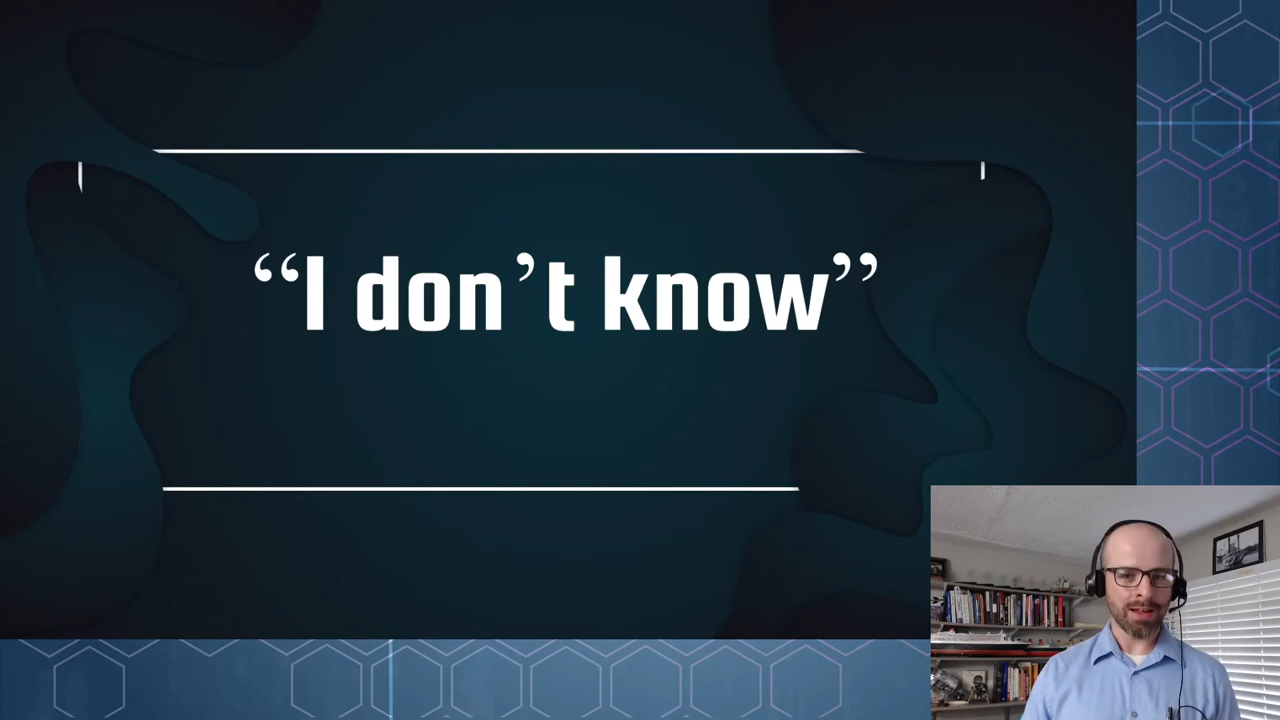 “I don’t know”